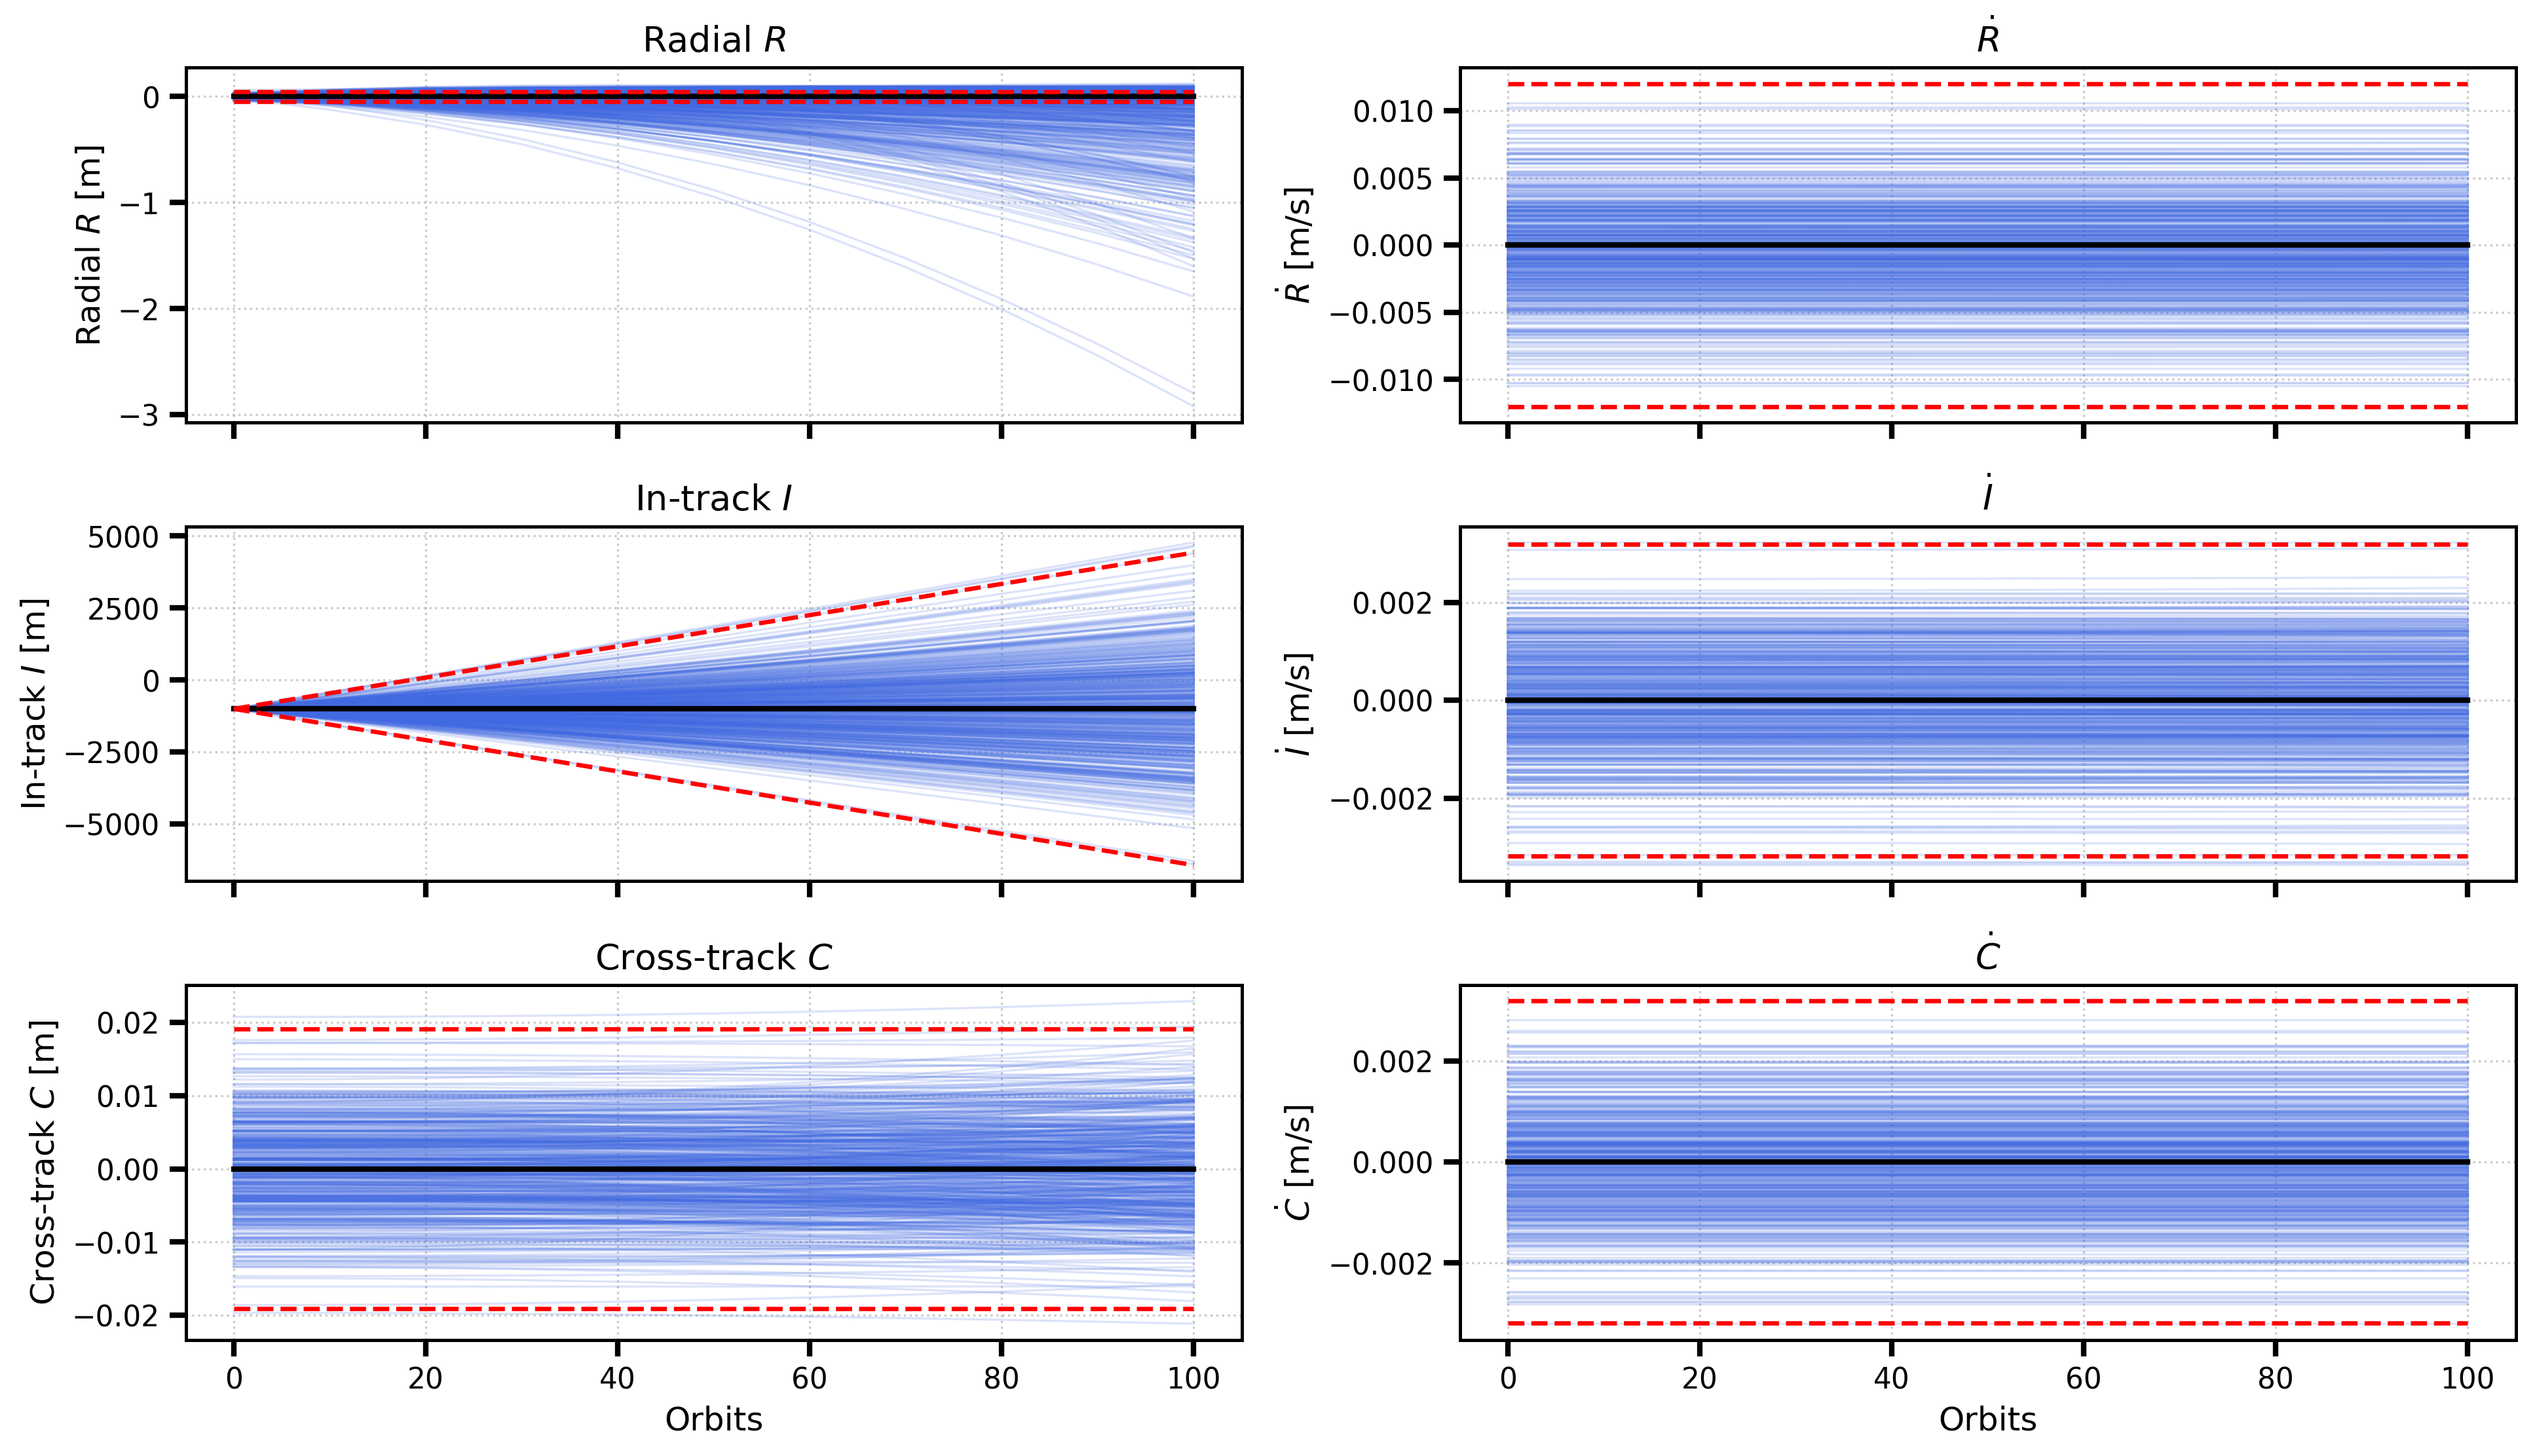 Radial R
Radial R [m]
0
−1
−2
−3
Ṙ
Ṙ [m/s]
0.010
0.005
0.000
−0.005
−0.010
In-track I
In-track I [m]
5000
2500
0
−2500
−5000
İ
İ [m/s]
0.002
0.000
−0.002
Cross-track C
Cross-track C [m]
0.02
0.01
0.00
−0.01
−0.02
0 20 40 60 80 100
Orbits
Ċ
Ċ [m/s]
0.002
0.000
−0.002
0 20 40 60 80 100
Orbits